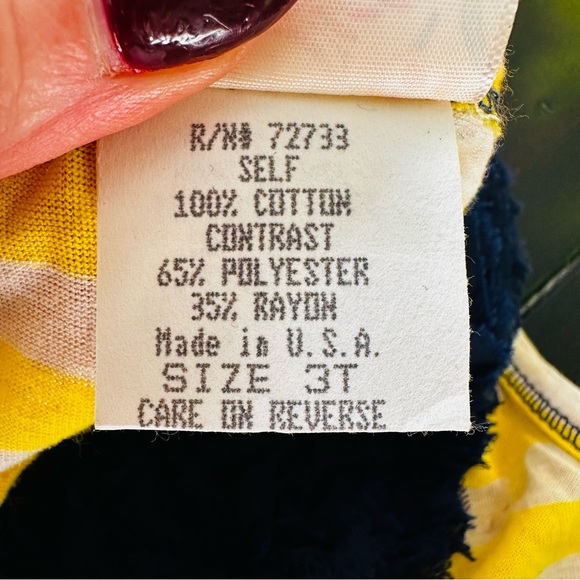 R/N# 72733
SELF
100% COTTON
CONTRAST
65% POLYESTER
35% RAYON
Made in U.S.A.
SIZE 3T
CARE ON REVERSE